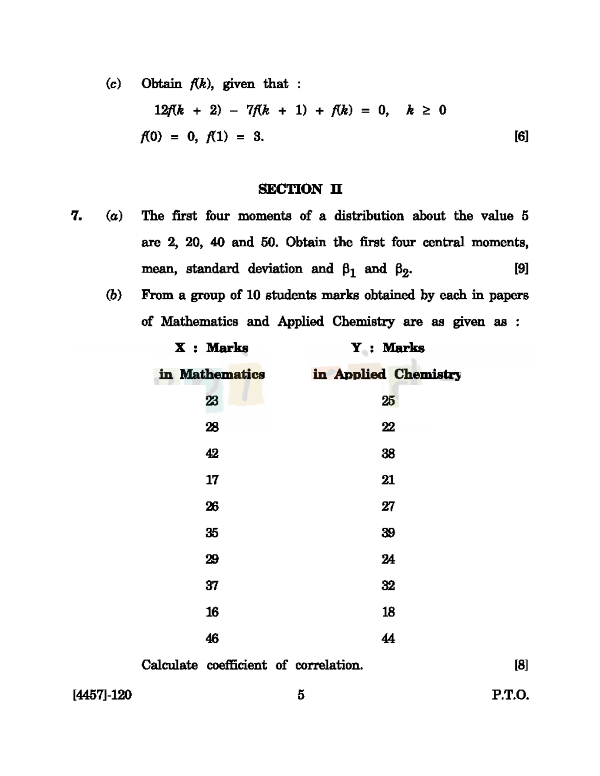 (c) Obtain f(k), given that :
12f(k + 2) – 7f(k + 1) + f(k) = 0, k ≥ 0
f(0) = 0, f(1) = 3. [6]
SECTION II
7. (a) The first four moments of a distribution about the value 5
are 2, 20, 40 and 50. Obtain the first four central moments,
mean, standard deviation and β₁ and β₂. [9]
(b) From a group of 10 students marks obtained by each in papers
of Mathematics and Applied Chemistry are as given as :
X : Marks Y : Marks
in Mathematics in Applied Chemistry
23 25
28 22
42 38
17 21
26 27
35 39
29 24
37 32
16 18
46 44
Calculate coefficient of correlation. [8]
[4457]-120 5 P.T.O.